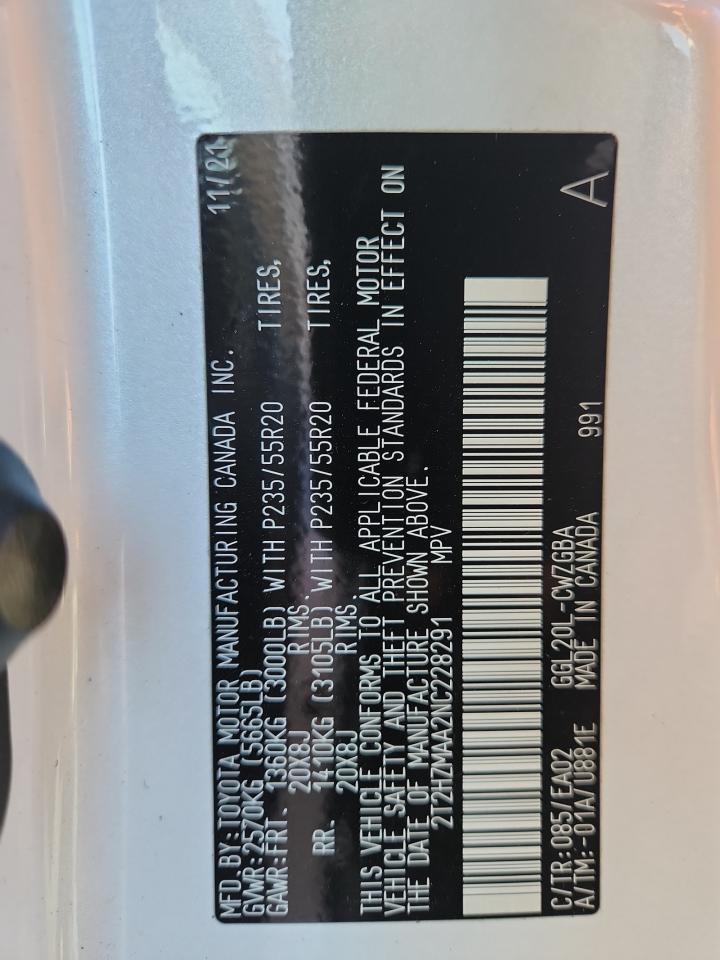 MFD.BY:TOYOTA MOTOR MANUFACTURING CANADA INC. 11/21
GVWR:2570KG (5665LB)
GAWR:FRT. 1360KG (3000LB) WITH P235/55R20 TIRES,
20X8J RIMS.
RR. 1410KG (3105LB) WITH P235/55R20 TIRES,
20X8J RIMS.
THIS VEHICLE CONFORMS TO ALL APPLICABLE FEDERAL MOTOR
VEHICLE SAFETY AND THEFT PREVENTION STANDARDS IN EFFECT ON
THE DATE OF MANUFACTURE SHOWN ABOVE.
2T2HZMAA2NC228291 MPV
C/TR:085/EA02 GGL20L-CWZGBA
A/TM:-01A/U881E MADE IN CANADA 991 A